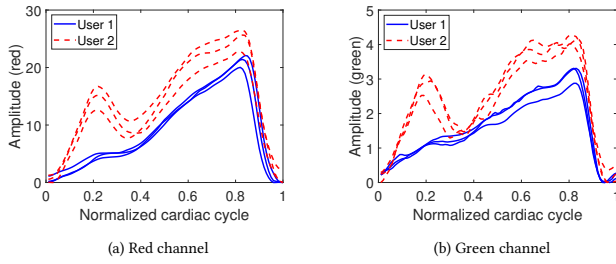 User 1
User 2
Amplitude (red)
30
20
10
0
0 0.2 0.4 0.6 0.8 1
Normalized cardiac cycle
(a) Red channel
User 1
User 2
Amplitude (green)
5
4
3
2
1
0
0 0.2 0.4 0.6 0.8 1
Normalized cardiac cycle
(b) Green channel